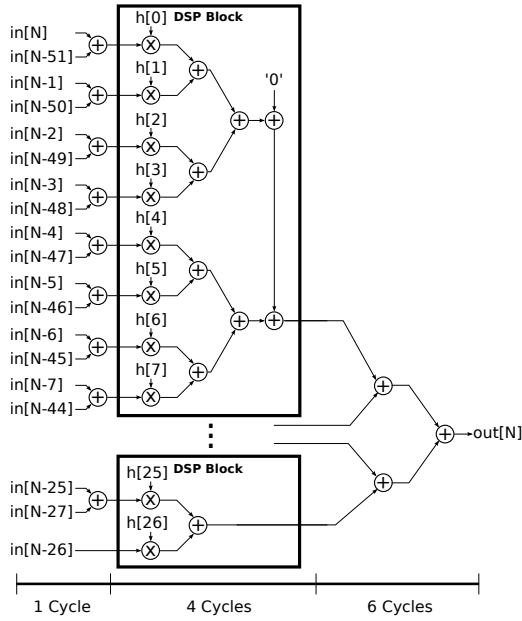 DSP Block
in[N]
h[0]
in[N-51]
in[N-1]
h[1]
'0'
in[N-50]
in[N-2]
h[2]
in[N-49]
in[N-3]
h[3]
in[N-48]
in[N-4]
h[4]
in[N-47]
in[N-5]
h[5]
in[N-46]
in[N-6]
h[6]
in[N-45]
in[N-7]
h[7]
in[N-44]
out[N]
DSP Block
in[N-25]
h[25]
in[N-27]
h[26]
in[N-26]
1 Cycle
4 Cycles
6 Cycles